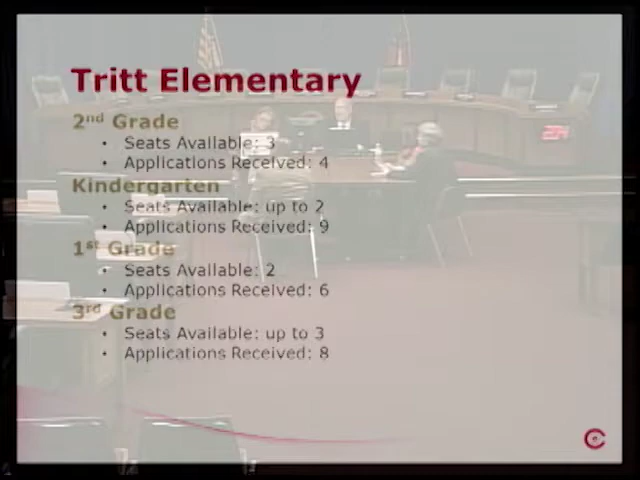 Tritt Elementary
2nd Grade
• Seats Available: 3
• Applications Received: 4
Kindergarten
• Seats Available: up to 2
• Applications Received: 9
1st Grade
• Seats Available: 2
• Applications Received: 6
3rd Grade
• Seats Available: up to 3
• Applications Received: 8